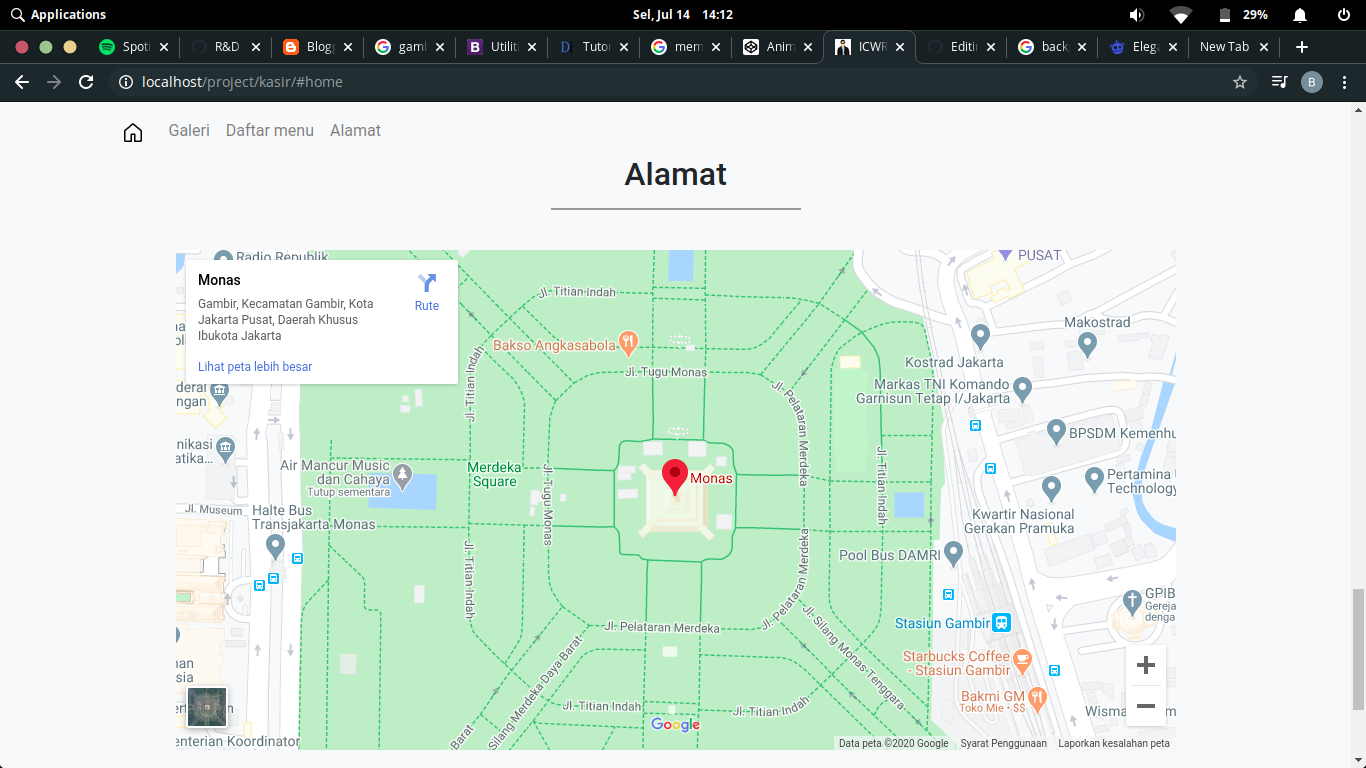 Applications
Sel, Jul 14 14:12
29%
Spoti
R&D
Blogg
gamb
Utiliti
Tutor
mem
Anim
ICWR
Editin
back
Eleg
New Tab
localhost/project/kasir/#home
B
Galeri
Daftar menu
Alamat
Alamat
Radio Republik
Monas
Rute
Gambir, Kecamatan Gambir, Kota
Jakarta Pusat, Daerah Khusus
Ibukota Jakarta
Lihat peta lebih besar
PUSAT
Jl. Titian Indah
Makostrad
Bakso Angkasabola
Kostrad Jakarta
Jl. Tugu Monas
Jl. Titian Indah
Jl. Pelataran Merdeka
Markas TNI Komando
Garnisun Tetap I/Jakarta
deral
ngan
BPSDM Kemenhu
nikasi
atika...
Air Mancur Music
dan Cahaya
Tutup sementara
Merdeka
Square
Jl. Tugu Monas
Monas
Jl. Titian Indah
Pertamina
Technology
Jl. Museum
Halte Bus
Transjakarta Monas
Kwartir Nasional
Gerakan Pramuka
Jl. Titian Indah
Jl. Pelataran Merdeka
Pool Bus DAMRI
GPIB
Gereja
denga
Jl. Pelataran Merdeka
Jl. Silang Monas Tenggara
Stasiun Gambir
Silang Merdeka Daya Barat
Starbucks Coffee
- Stasiun Gambir
nan
sia
Bakmi GM
Toko Mie • $$
Jl. Titian Indah
Jl. Titian Indah
Wisma
Barat
Google
enterian Koordinator
Data peta ©2020 Google
Syarat Penggunaan
Laporkan kesalahan peta